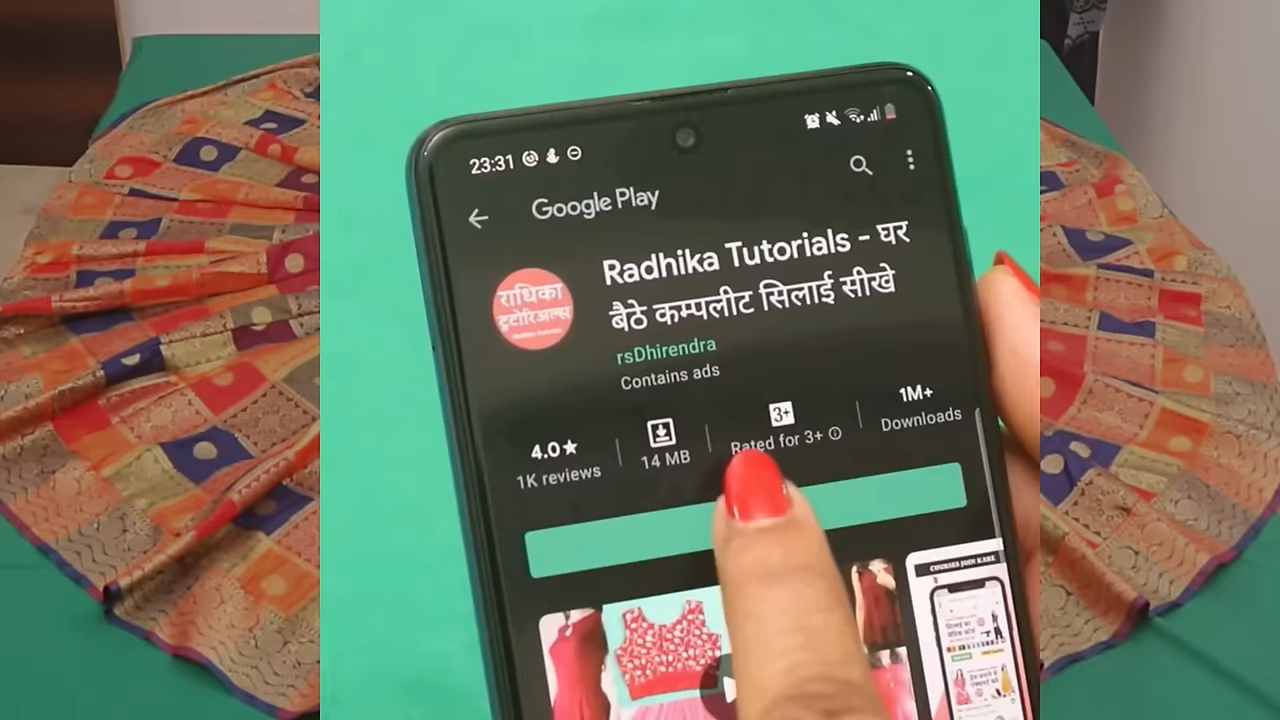 23:31
Google Play
Radhika Tutorials - घर
बैठे कम्पलीट सिलाई सीखे
राधिका
टुटोरिअल्स
rsDhirendra
Contains ads
4.0★
1K reviews
14 MB
3+
Rated for 3+
1M+
Downloads
COURSES JOIN KARE